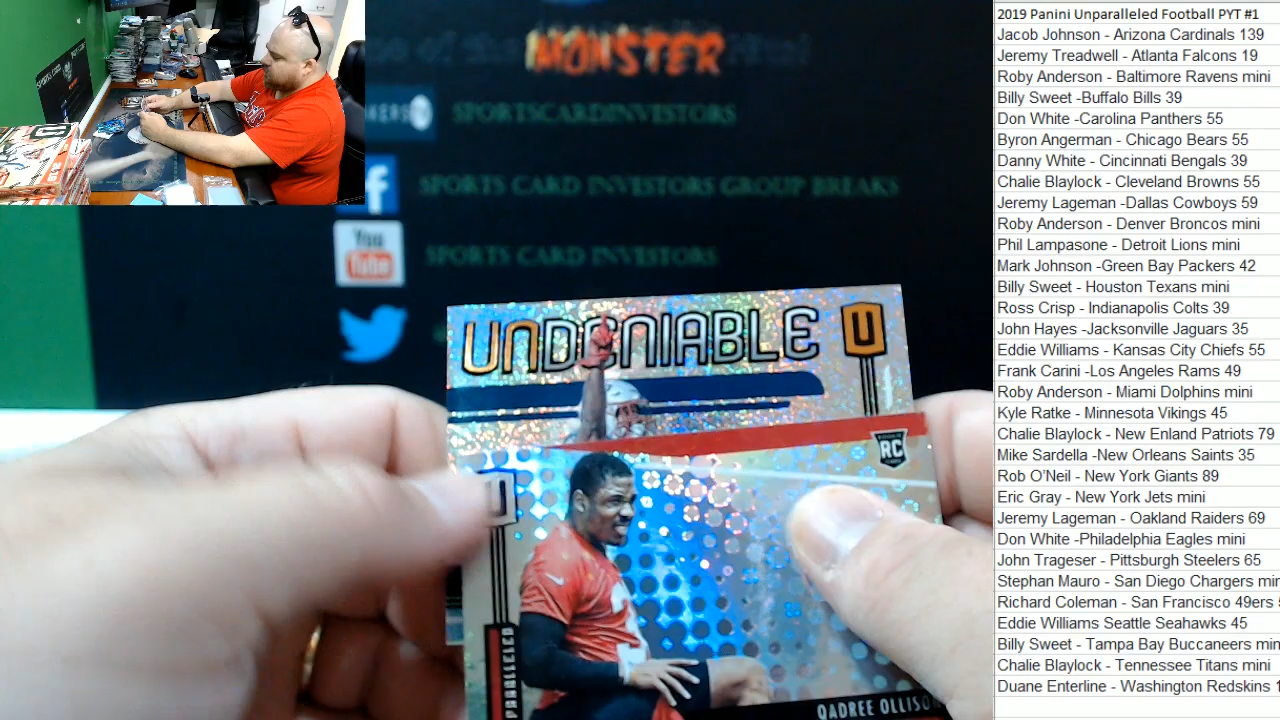 MONSTER
SPORTSCARDINVESTORS
SPORTS CARD INVESTORS GROUP BREAKS
You
Tube
SPORTS CARD INVESTORS
UNDENIABLE U
RC
U
PARALLELED
QADREE OLLISON
2019 Panini Unparalleled Football PYT #1
Jacob Johnson - Arizona Cardinals 139
Jeremy Treadwell - Atlanta Falcons 19
Roby Anderson - Baltimore Ravens mini
Billy Sweet -Buffalo Bills 39
Don White -Carolina Panthers 55
Byron Angerman - Chicago Bears 55
Danny White - Cincinnati Bengals 39
Chalie Blaylock - Cleveland Browns 55
Jeremy Lageman -Dallas Cowboys 59
Roby Anderson - Denver Broncos mini
Phil Lampasone - Detroit Lions mini
Mark Johnson -Green Bay Packers 42
Billy Sweet - Houston Texans mini
Ross Crisp - Indianapolis Colts 39
John Hayes -Jacksonville Jaguars 35
Eddie Williams - Kansas City Chiefs 55
Frank Carini -Los Angeles Rams 49
Roby Anderson - Miami Dolphins mini
Kyle Ratke - Minnesota Vikings 45
Chalie Blaylock - New Enland Patriots 79
Mike Sardella -New Orleans Saints 35
Rob O'Neil - New York Giants 89
Eric Gray - New York Jets mini
Jeremy Lageman - Oakland Raiders 69
Don White -Philadelphia Eagles mini
John Trageser - Pittsburgh Steelers 65
Stephan Mauro - San Diego Chargers min
Richard Coleman - San Francisco 49ers
Eddie Williams Seattle Seahawks 45
Billy Sweet - Tampa Bay Buccaneers min
Chalie Blaylock - Tennessee Titans mini
Duane Enterline - Washington Redskins 1